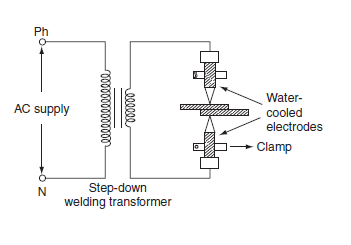 Ph
AC supply
N
Step-down
welding transformer
Water-
cooled
electrodes
Clamp